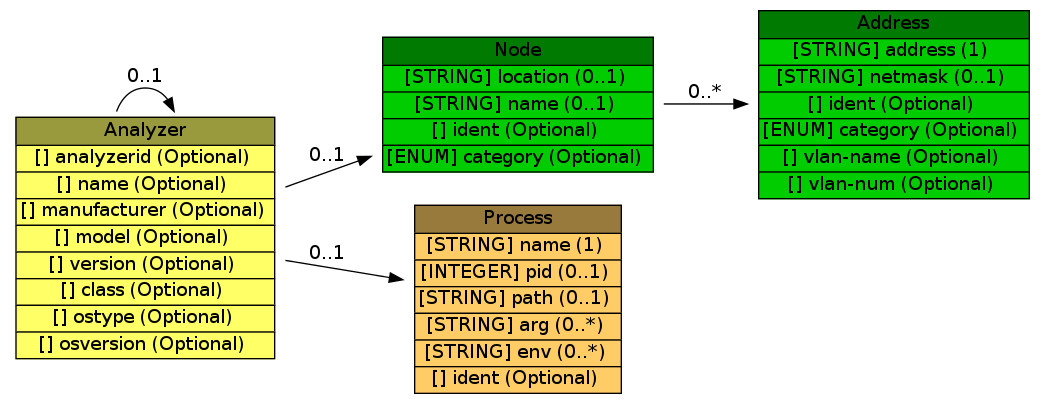 0..1
Analyzer
[] analyzerid (Optional)
[] name (Optional)
[] manufacturer (Optional)
[] model (Optional)
[] version (Optional)
[] class (Optional)
[] ostype (Optional)
[] osversion (Optional)
0..1
0..1
Node
[STRING] location (0..1)
[STRING] name (0..1)
[] ident (Optional)
[ENUM] category (Optional)
Process
[STRING] name (1)
[INTEGER] pid (0..1)
[STRING] path (0..1)
[STRING] arg (0..*)
[STRING] env (0..*)
[] ident (Optional)
0..*
Address
[STRING] address (1)
[STRING] netmask (0..1)
[] ident (Optional)
[ENUM] category (Optional)
[] vlan-name (Optional)
[] vlan-num (Optional)